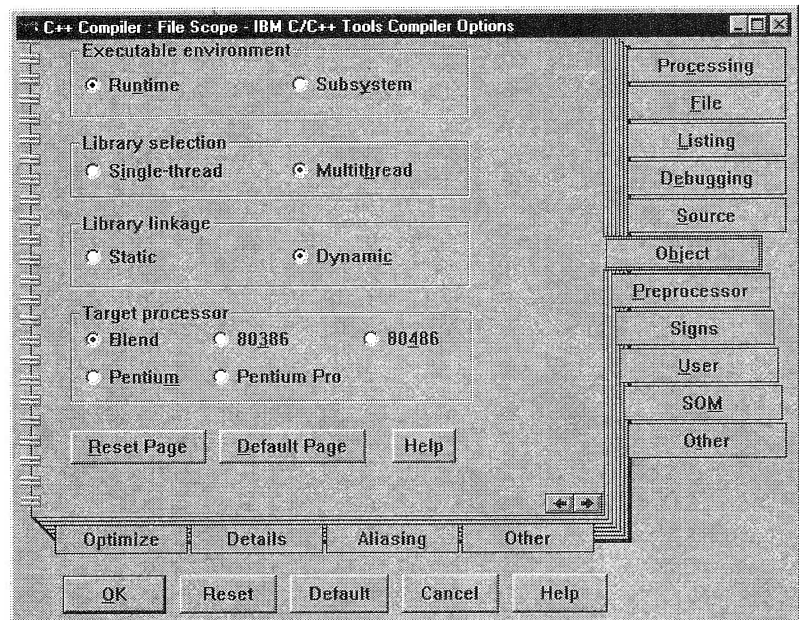 C++ Compiler : File Scope - IBM C/C++ Tools Compiler Options
Executable environment
Runtime
Subsystem
Library selection
Single-thread
Multithread
Library linkage
Static
Dynamic
Target processor
Blend
80386
80486
Pentium
Pentium Pro
Reset Page
Default Page
Help
Processing
File
Listing
Debugging
Source
Object
Preprocessor
Signs
User
SOM
Other
Optimize
Details
Aliasing
Other
OK
Reset
Default
Cancel
Help